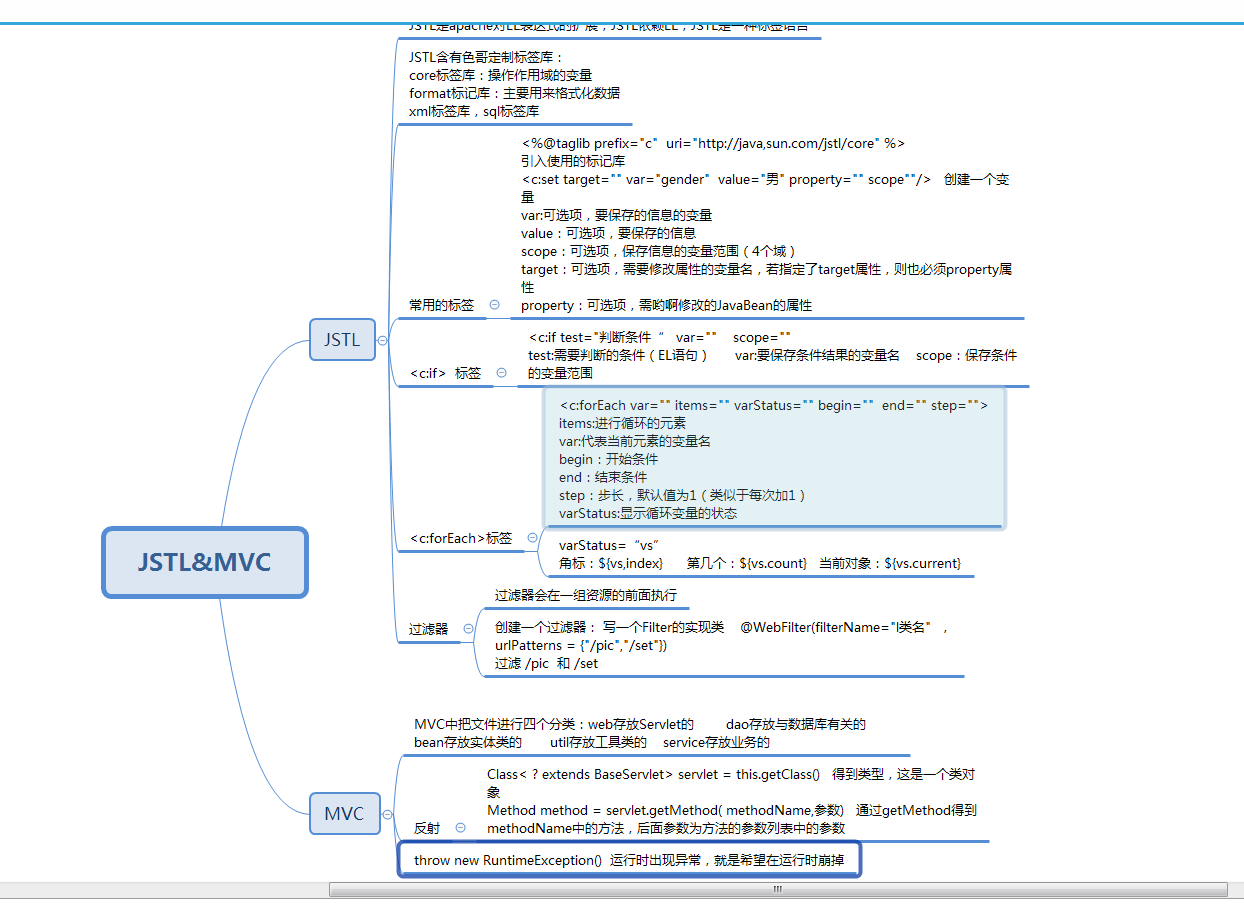 JSTL是apache对EL表达式的扩展，JSTL依赖EL，JSTL是一种标签语言
JSTL含有色哥定制标签库：
core标签库：操作作用域的变量
format标记库：主要用来格式化数据
xml标签库，sql标签库
<%@taglib prefix="c"  uri="http://java,sun.com/jstl/core" %>
引入使用的标记库
<c:set target="" var="gender"  value="男" property="" scope""/>   创建一个变
量
var:可选项，要保存的信息的变量
value：可选项，要保存的信息
scope：可选项，保存信息的变量范围（4个域）
target：可选项，需要修改属性的变量名，若指定了target属性，则也必须property属
性
property：可选项，需哟啊修改的JavaBean的属性
常用的标签
<c:if test="判断条件 “  var=""    scope=""
test:需要判断的条件（EL语句）      var:要保存条件结果的变量名    scope：保存条件
的变量范围
<c:if>  标签
JSTL
<c:forEach var="" items="" varStatus="" begin=""  end="" step="">
items:进行循环的元素
var:代表当前元素的变量名
begin：开始条件
end：结束条件
step：步长，默认值为1（类似于每次加1）
varStatus:显示循环变量的状态
<c:forEach>标签
varStatus=“vs”
角标：${vs,index}      第几个：${vs.count}   当前对象：${vs.current}
JSTL&MVC
过滤器会在一组资源的前面执行
过滤器
创建一个过滤器： 写一个Filter的实现类    @WebFilter(filterName="l类名"   ,
urlPatterns = {"/pic","/set"})
过滤 /pic  和 /set
MVC中把文件进行四个分类：web存放Servlet的        dao存放与数据库有关的
bean存放实体类的       util存放工具类的    service存放业务的
Class< ? extends BaseServlet> servlet = this.getClass()   得到类型，这是一个类对
象
Method method = servlet.getMethod( methodName,参数)   通过getMethod得到
methodName中的方法，后面参数为方法的参数列表中的参数
反射
MVC
throw new RuntimeException()  运行时出现异常，就是希望在运行时崩掉